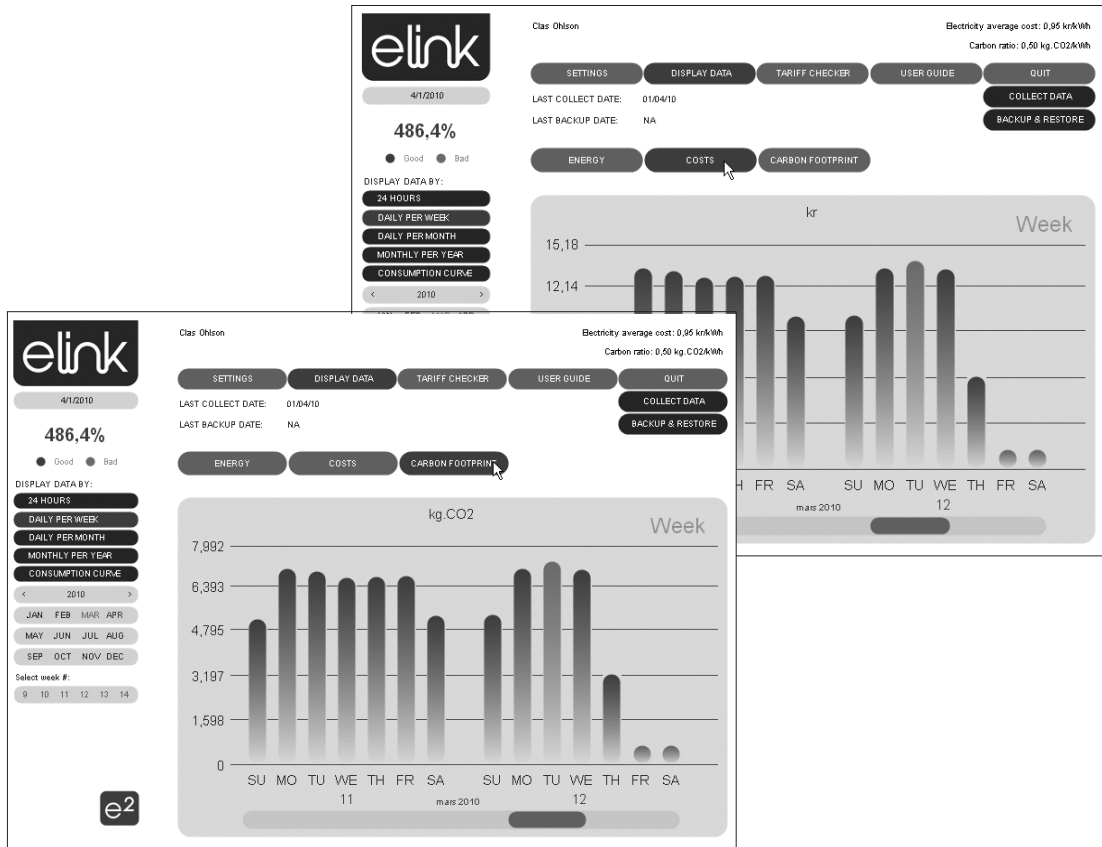 elink
4/1/2010
486,4%
Good Bad
DISPLAY DATA BY:
24 HOURS
DAILY PER WEEK
DAILY PER MONTH
MONTHLY PER YEAR
CONSUMPTION CURVE
< 2010 >
Clas Ohlson
Electricity average cost: 0,95 kr/kWh
Carbon ratio: 0,50 kg.CO2/kWh
SETTINGS DISPLAY DATA TARIFF CHECKER USER GUIDE QUIT
LAST COLLECT DATE: 01/04/10
COLLECT DATA
LAST BACKUP DATE: NA
BACKUP & RESTORE
ENERGY COSTS CARBON FOOTPRINT
kr
Week
15,18
12,14
FR SA SU MO TU WE TH FR SA
mars 2010 12
elink
4/1/2010
486,4%
Good Bad
DISPLAY DATA BY:
24 HOURS
DAILY PER WEEK
DAILY PER MONTH
MONTHLY PER YEAR
CONSUMPTION CURVE
< 2010 >
JAN FEB MAR APR
MAY JUN JUL AUG
SEP OCT NOV DEC
Select week #:
9 10 11 12 13 14
e2
Clas Ohlson
Electricity average cost: 0,95 kr/kWh
Carbon ratio: 0,50 kg.CO2/kWh
SETTINGS DISPLAY DATA TARIFF CHECKER USER GUIDE QUIT
LAST COLLECT DATE: 01/04/10
COLLECT DATA
LAST BACKUP DATE: NA
BACKUP & RESTORE
ENERGY COSTS CARBON FOOTPRINT
kg.CO2
Week
7,992
6,393
4,795
3,197
1,598
0
SU MO TU WE TH FR SA SU MO TU WE TH FR SA
11 mars 2010 12